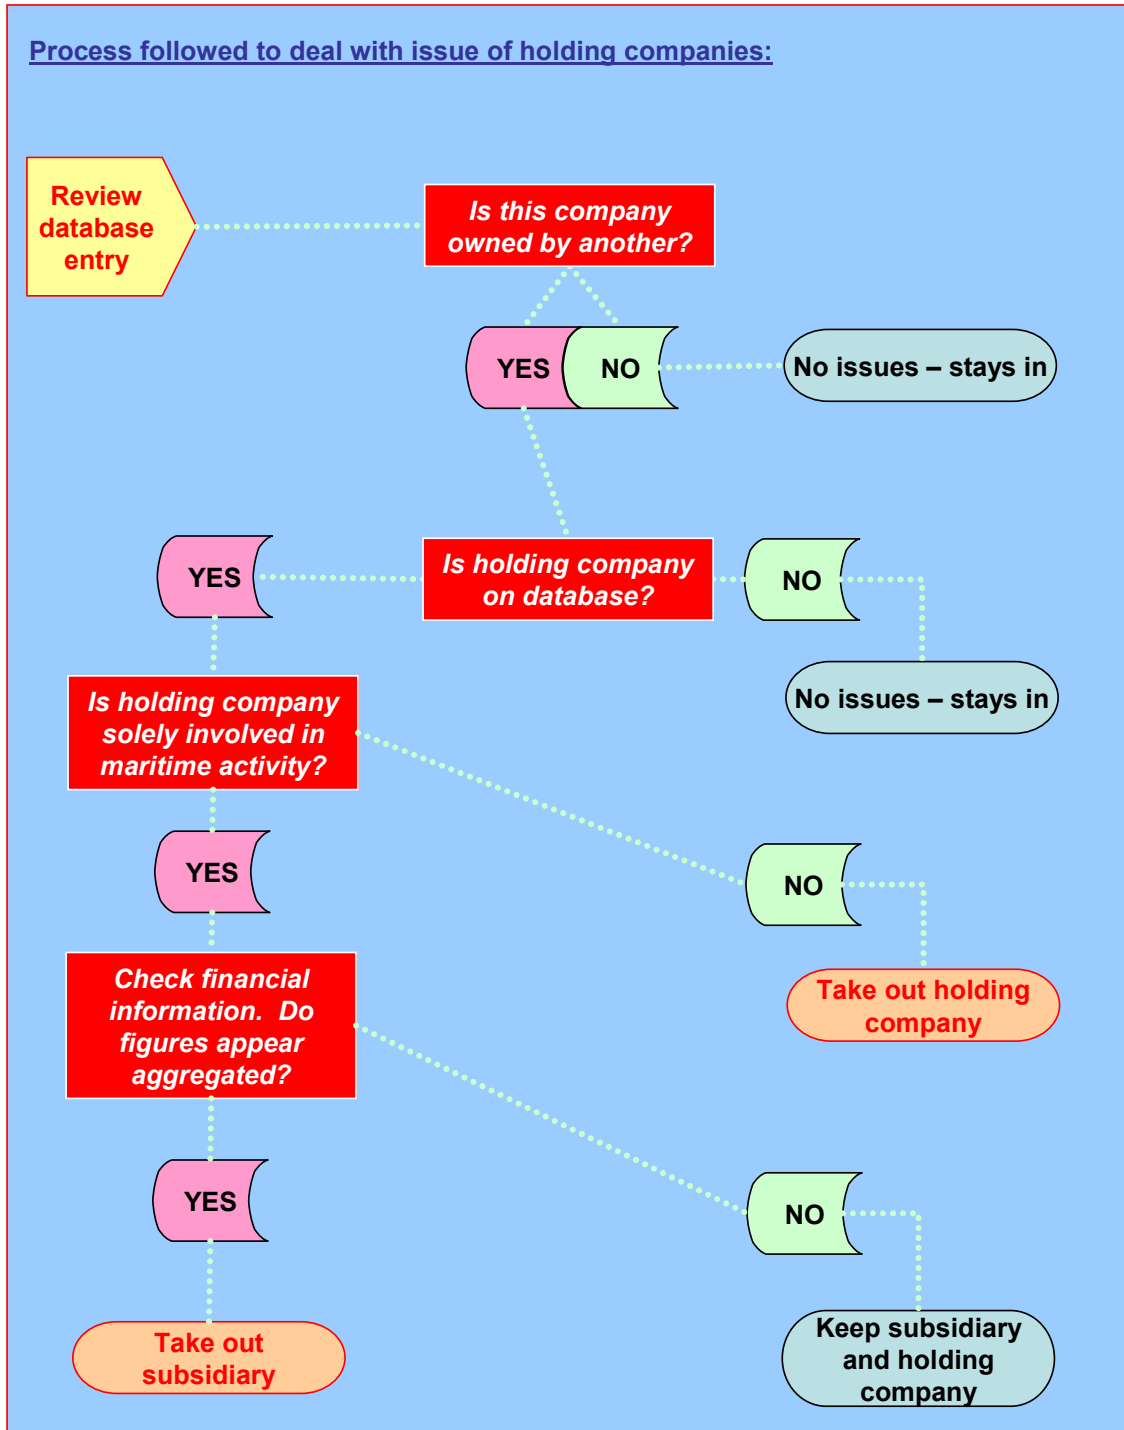 Process followed to deal with issue of holding companies:
Review
database
entry
Is this company
owned by another?
YES
NO
No issues – stays in
Is holding company
on database?
YES
NO
No issues – stays in
Is holding company
solely involved in
maritime activity?
YES
NO
Take out holding
company
Check financial
information.  Do
figures appear
aggregated?
YES
NO
Take out
subsidiary
Keep subsidiary
and holding
company